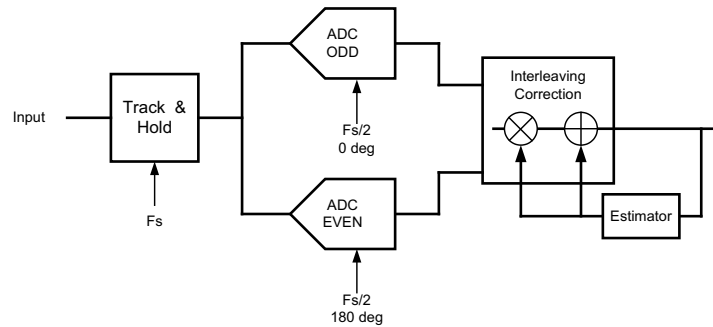 Input
Track &
Hold
Fs
ADC
ODD
Fs/2
0 deg
ADC
EVEN
Fs/2
180 deg
Interleaving
Correction
Estimator